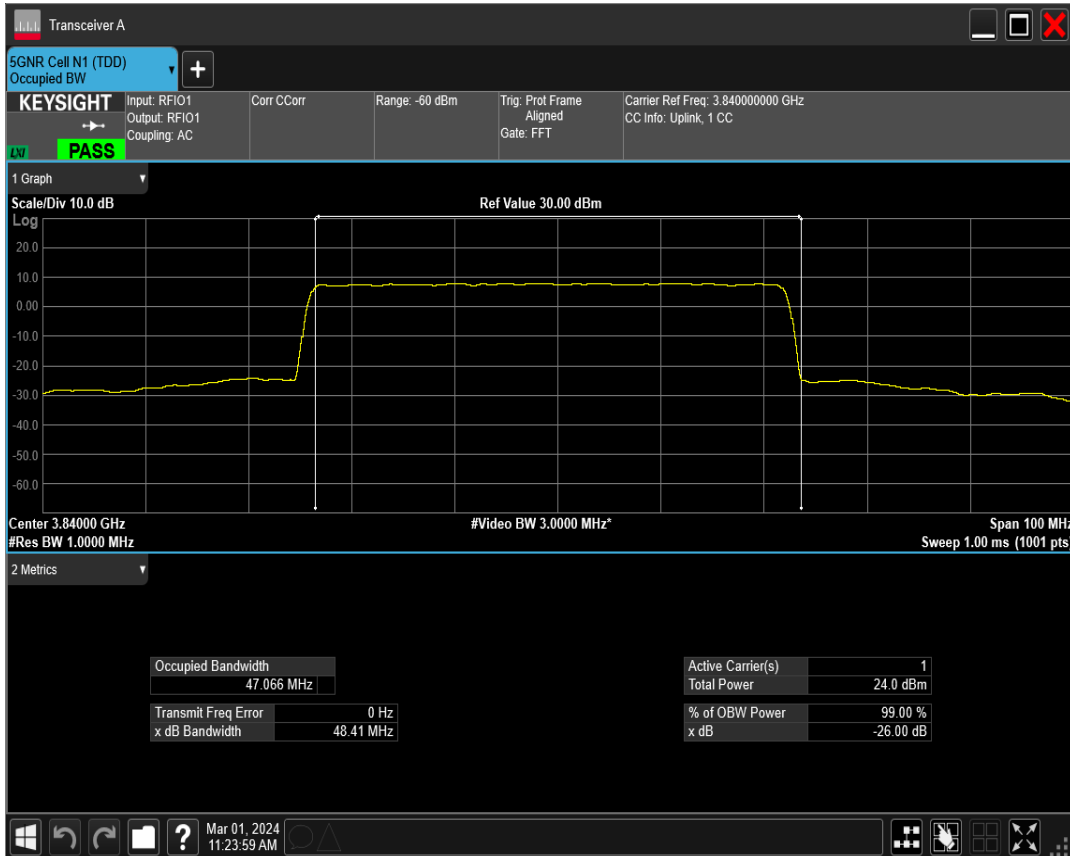 Transceiver A
5GNR Cell N1 (TDD)
Occupied BW
+
KEYSIGHT
LXI
PASS
Input: RFIO1
Output: RFIO1
Coupling: AC
Corr CCorr
Range: -60 dBm
Trig: Prot Frame
Aligned
Gate: FFT
Carrier Ref Freq: 3.840000000 GHz
CC Info: Uplink, 1 CC
1 Graph
Scale/Div 10.0 dB
Ref Value 30.00 dBm
Log
20.0
10.0
0.00
-10.0
-20.0
-30.0
-40.0
-50.0
-60.0
Center 3.84000 GHz
#Video BW 3.0000 MHz*
Span 100 MHz
#Res BW 1.0000 MHz
Sweep 1.00 ms (1001 pts)
2 Metrics
Occupied Bandwidth
47.066 MHz
Transmit Freq Error 0 Hz
x dB Bandwidth 48.41 MHz
Active Carrier(s) 1
Total Power 24.0 dBm
% of OBW Power 99.00 %
x dB -26.00 dB
?
Mar 01, 2024
11:23:59 AM